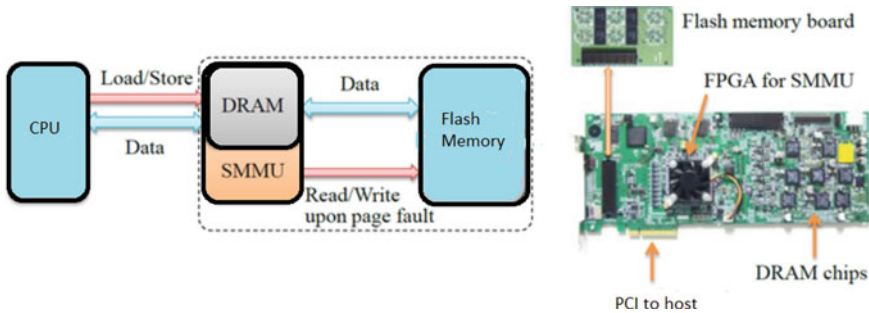 CPU
Load/Store
Data
DRAM
SMMU
Data
Read/Write
upon page fault
Flash
Memory
Flash memory board
FPGA for SMMU
DRAM chips
PCI to host